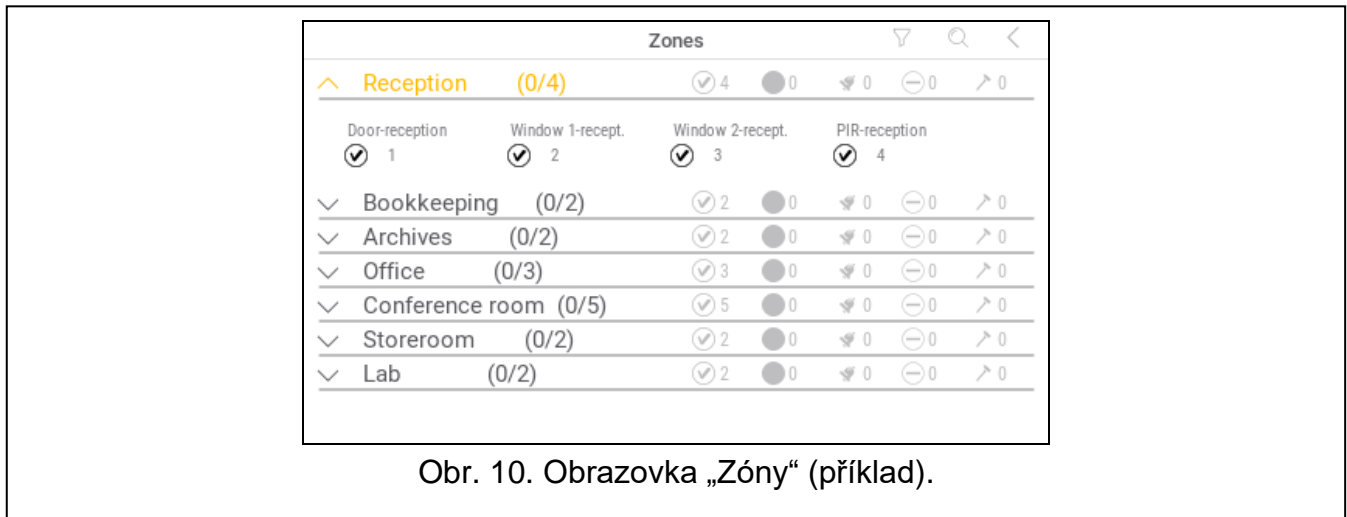 Zones
Reception (0/4) 4 0 0 0 0
Door-reception Window 1-recept. Window 2-recept. PIR-reception
1 2 3 4
Bookkeeping (0/2) 2 0 0 0 0
Archives (0/2) 2 0 0 0 0
Office (0/3) 3 0 0 0 0
Conference room (0/5) 5 0 0 0 0
Storeroom (0/2) 2 0 0 0 0
Lab (0/2) 2 0 0 0 0
Obr. 10. Obrazovka „Zóny“ (příklad).